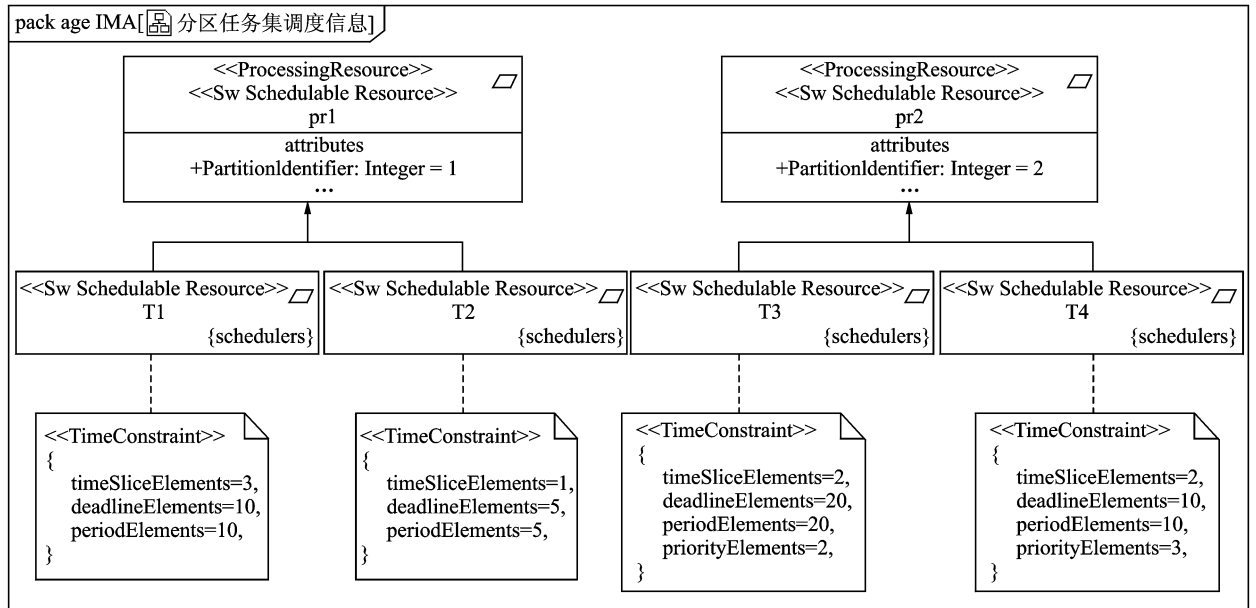 pack age IMA[分区任务集调度信息]
<<ProcessingResource>>
<<Sw Schedulable Resource>>
pr1
attributes
+PartitionIdentifier: Integer = 1
...
<<ProcessingResource>>
<<Sw Schedulable Resource>>
pr2
attributes
+PartitionIdentifier: Integer = 2
...
<<Sw Schedulable Resource>>
T1
{schedulers}
<<Sw Schedulable Resource>>
T2
{schedulers}
<<Sw Schedulable Resource>>
T3
{schedulers}
<<Sw Schedulable Resource>>
T4
{schedulers}
<<TimeConstraint>>
{
timeSliceElements=3,
deadlineElements=10,
periodElements=10,
}
<<TimeConstraint>>
{
timeSliceElements=1,
deadlineElements=5,
periodElements=5,
}
<<TimeConstraint>>
{
timeSliceElements=2,
deadlineElements=20,
periodElements=20,
priorityElements=2,
}
<<TimeConstraint>>
{
timeSliceElements=2,
deadlineElements=10,
periodElements=10,
priorityElements=3,
}